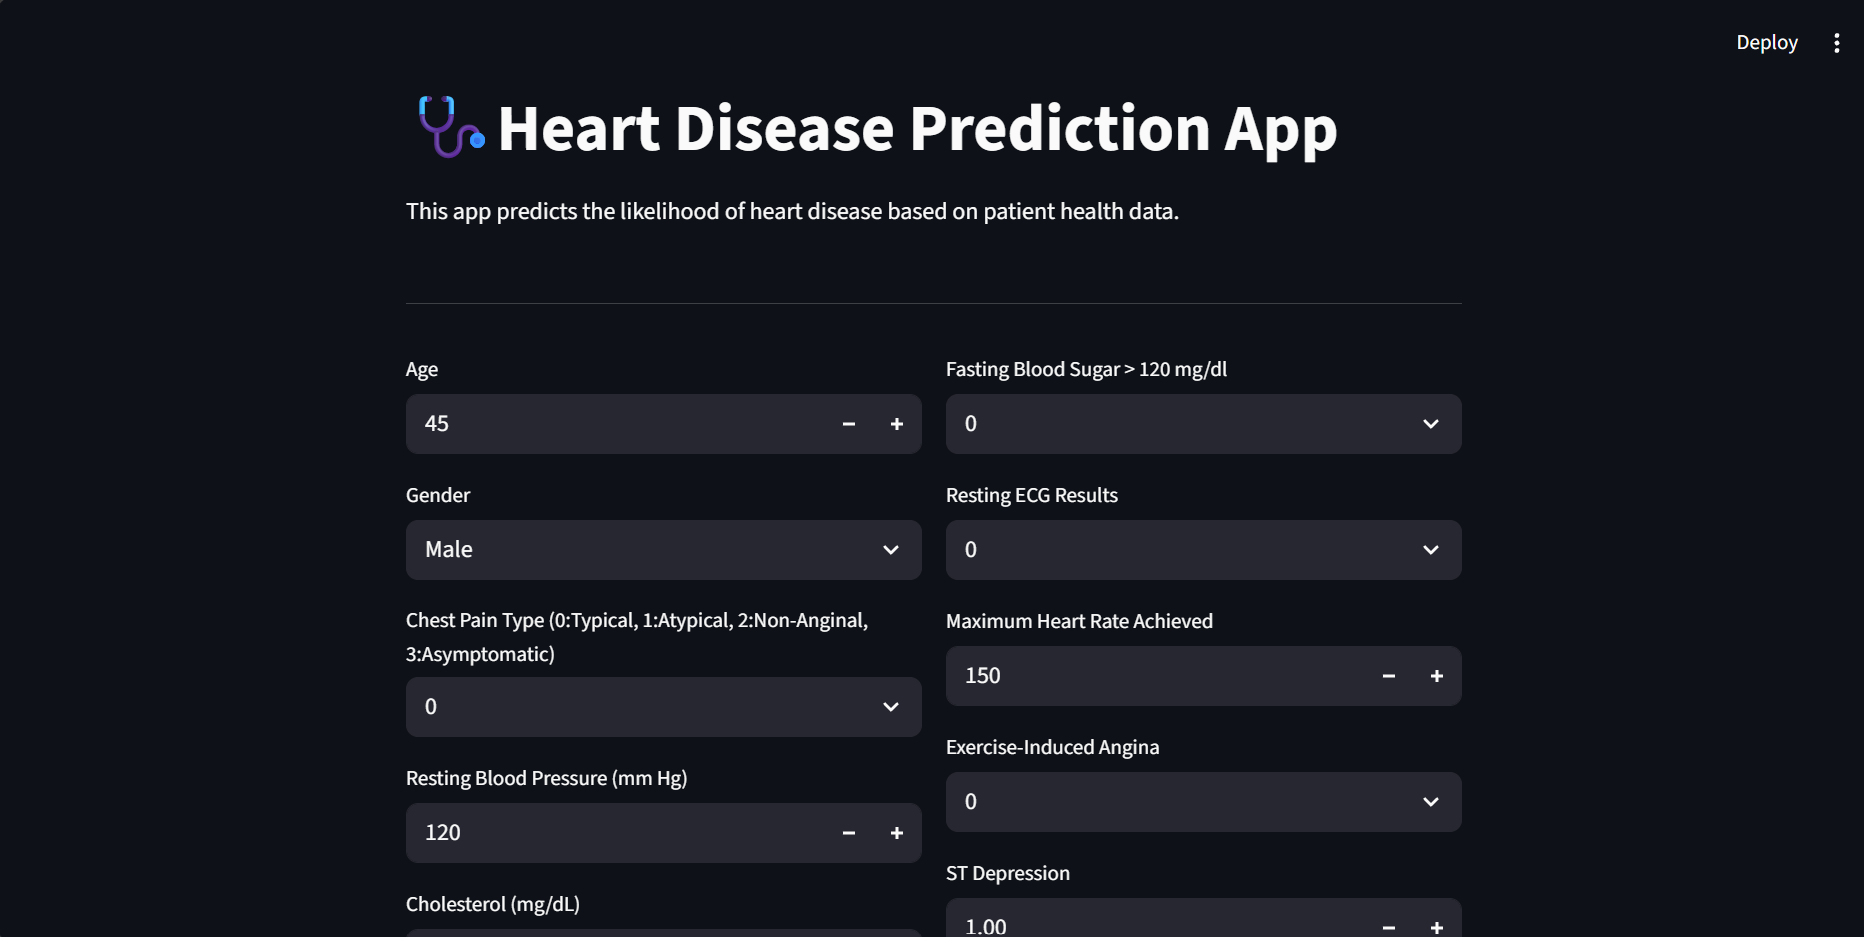 Deploy
Heart Disease Prediction App
This app predicts the likelihood of heart disease based on patient health data.
Age
45
Gender
Male
Chest Pain Type (0:Typical, 1:Atypical, 2:Non-Anginal,
3:Asymptomatic)
0
Resting Blood Pressure (mm Hg)
120
Cholesterol (mg/dL)
Fasting Blood Sugar > 120 mg/dl
0
Resting ECG Results
0
Maximum Heart Rate Achieved
150
Exercise-Induced Angina
0
ST Depression
1.00